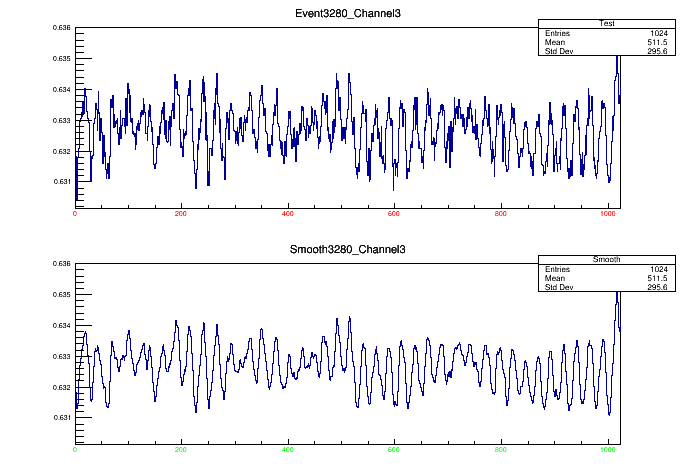 Event3280_Channel3
Test
Entries 1024
Mean 511.5
Std Dev 295.6
0.636
0.635
0.634
0.633
0.632
0.631
0 200 400 600 800 1000
Smooth3280_Channel3
Smooth
Entries 1024
Mean 511.5
Std Dev 295.6
0.636
0.635
0.634
0.633
0.632
0.631
0 200 400 600 800 1000